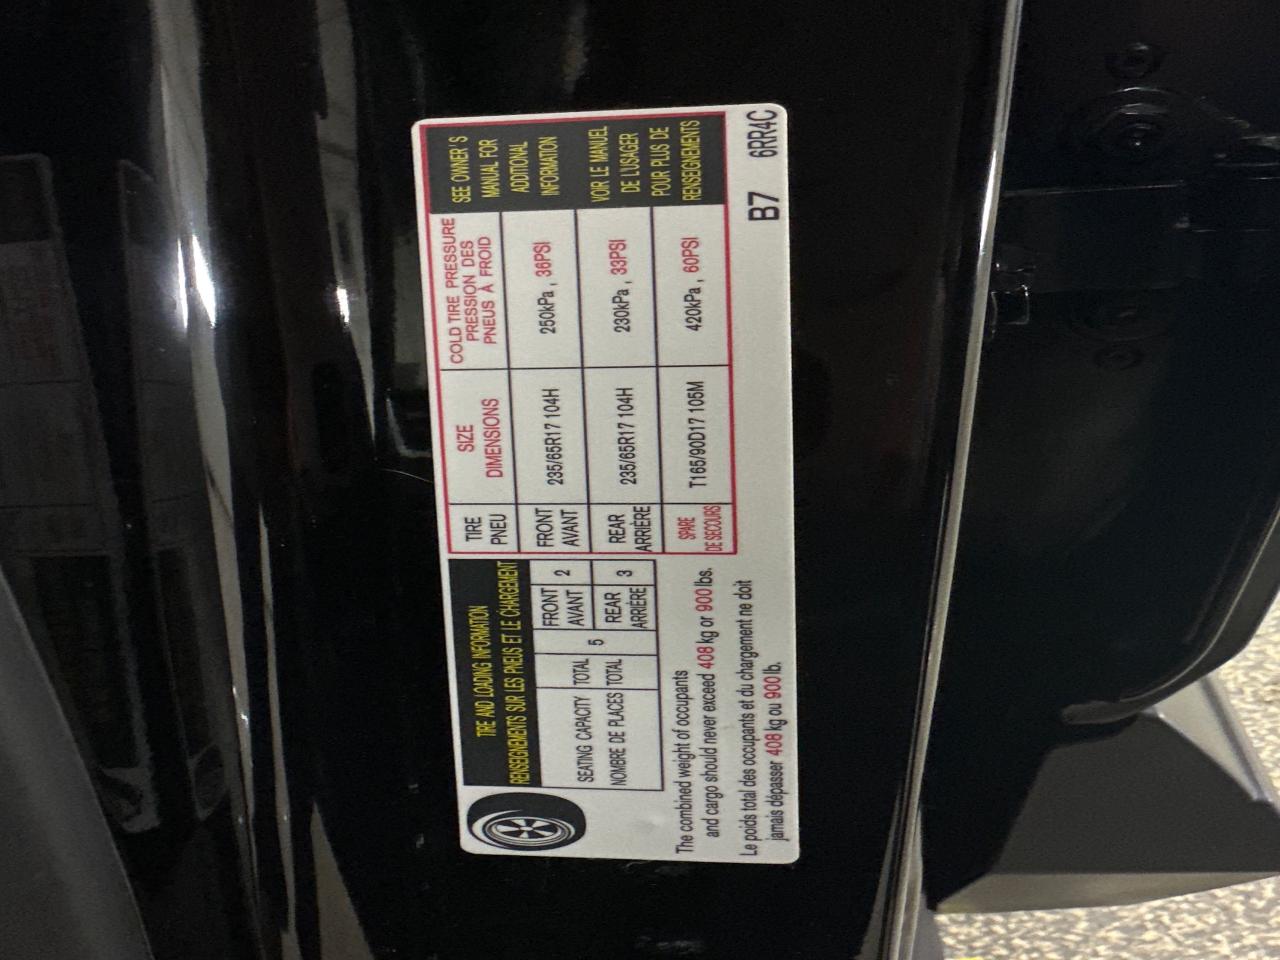 TIRE AND LOADING INFORMATION
RENSEIGNEMENTS SUR LES PNEUS ET LE CHARGEMENT
SEATING CAPACITY
NOMBRE DE PLACES
TOTAL
TOTAL
5
FRONT
AVANT
2
REAR
ARRIÈRE
3
The combined weight of occupants
and cargo should never exceed 408 kg or 900 lbs.
Le poids total des occupants et du chargement ne doit
jamais dépasser 408 kg ou 900 lb.
TIRE
PNEU
SIZE
DIMENSIONS
COLD TIRE PRESSURE
PRESSION DES
PNEUS À FROID
FRONT
AVANT
235/65R17 104H
250kPa , 36PSI
REAR
ARRIÈRE
235/65R17 104H
230kPa , 33PSI
SPARE
DE SECOURS
T165/90D17 105M
420kPa , 60PSI
SEE OWNER'S
MANUAL FOR
ADDITIONAL
INFORMATION
VOIR LE MANUEL
DE L'USAGER
POUR PLUS DE
RENSEIGNEMENTS
B7 6RR4C